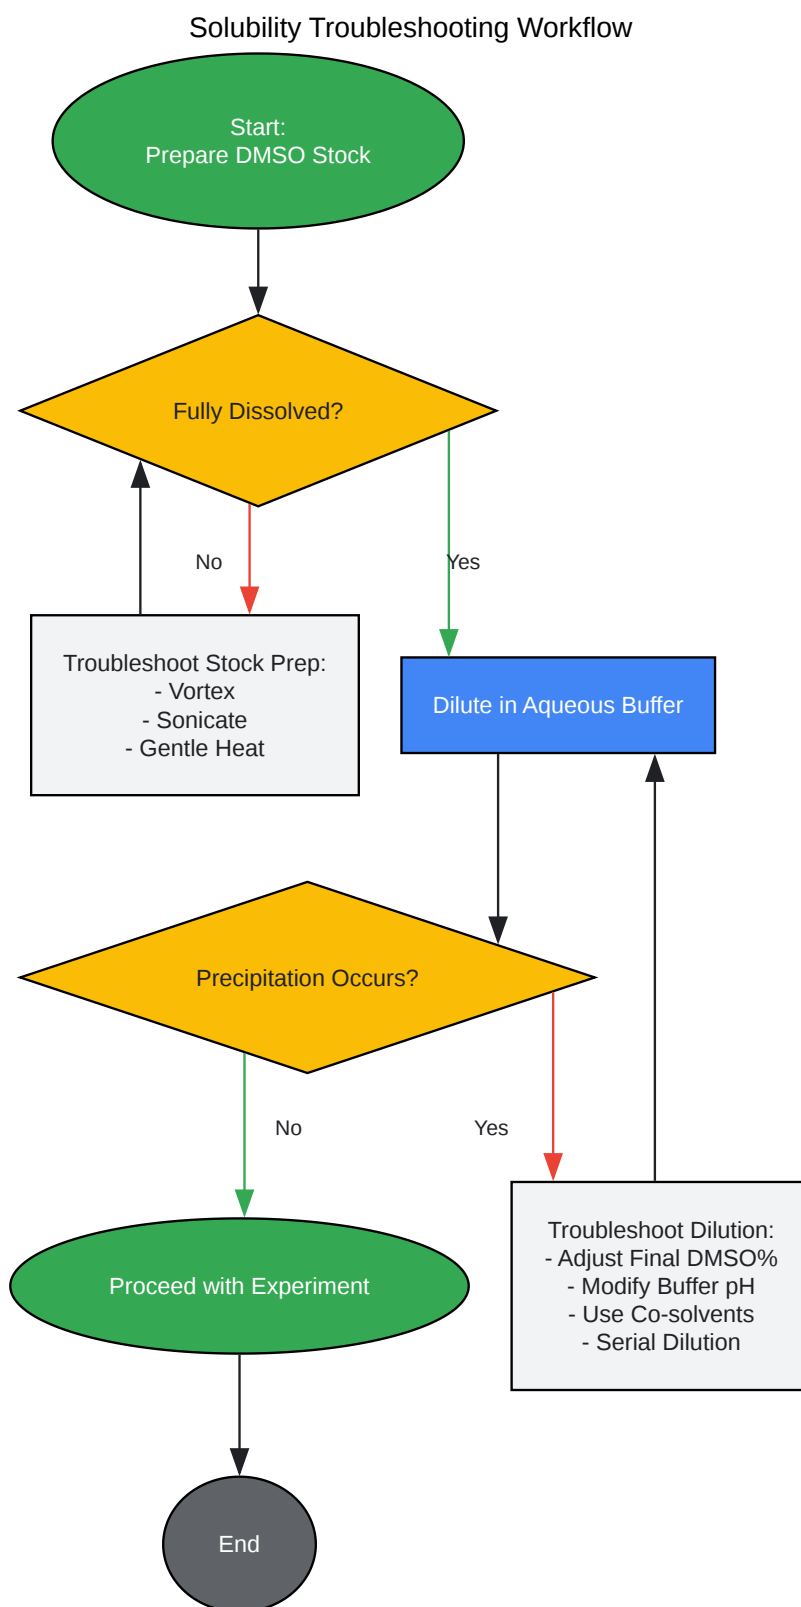 Solubility Troubleshooting Workflow
Start:
Prepare DMSO Stock
Fully Dissolved?
No
Yes
Troubleshoot Stock Prep:
- Vortex
- Sonicate
- Gentle Heat
Dilute in Aqueous Buffer
Precipitation Occurs?
No
Yes
Troubleshoot Dilution:
- Adjust Final DMSO%
- Modify Buffer pH
- Use Co-solvents
- Serial Dilution
Proceed with Experiment
End